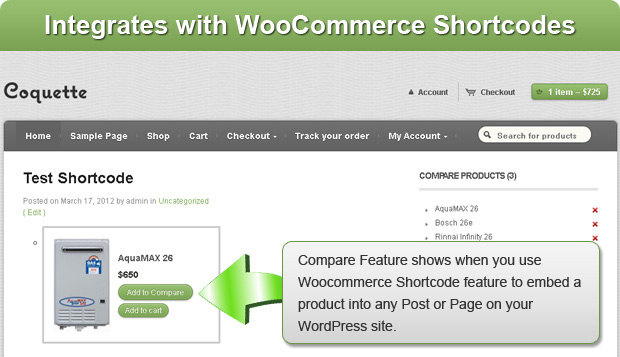 Integrates with WooCommerce Shortcodes
Coquette
Account
Checkout
1 item – $725
Home
Sample Page
Shop
Cart
Checkout
Track your order
My Account
Search for products
Test Shortcode
Posted on March 17, 2012 by admin in Uncategorized
( Edit )
AquaMAX 26
$650
Add to Compare
Add to cart
COMPARE PRODUCTS (3)
AquaMAX 26
Bosch 26e
Rinnai Infinity 26
Compare Feature shows when you use
Woocommerce Shortcode feature to embed a
product into any Post or Page on your
WordPress site.